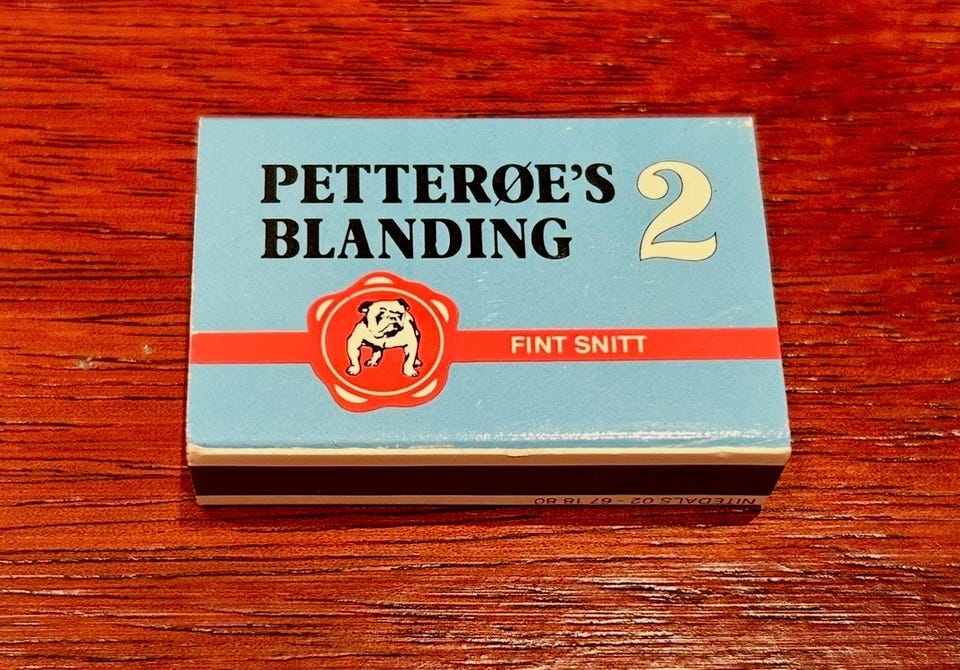 PETTERØE'S 2
BLANDING
FINT SNITT
NITEDALS 02 - 67 18 80